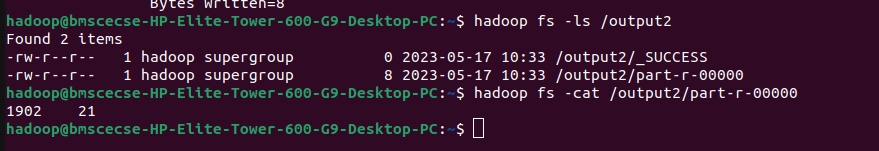 Bytes Written=8
hadoop@bmscecse-HP-Elite-Tower-600-G9-Desktop-PC:~$ hadoop fs -ls /output2
Found 2 items
-rw-r--r--   1 hadoop supergroup          0 2023-05-17 10:33 /output2/_SUCCESS
-rw-r--r--   1 hadoop supergroup          8 2023-05-17 10:33 /output2/part-r-00000
hadoop@bmscecse-HP-Elite-Tower-600-G9-Desktop-PC:~$ hadoop fs -cat /output2/part-r-00000
1902    21
hadoop@bmscecse-HP-Elite-Tower-600-G9-Desktop-PC:~$